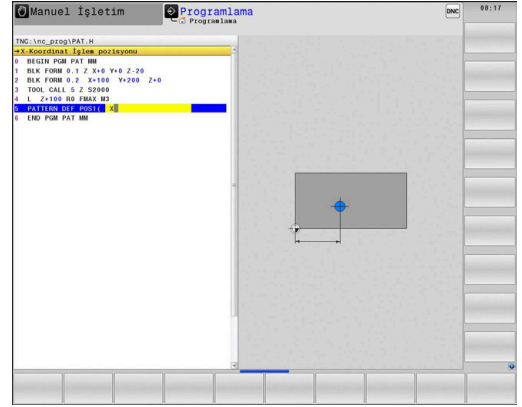 Manuel İşletim
Programlama
Programlama
DNC
08:17
TNC:\nc_prog\PAT.H
→X-Koordinat İşlem pozisyonu
0 BEGIN PGM PAT MM
1 BLK FORM 0.1 Z X+0 Y+0 Z-20
2 BLK FORM 0.2 X+100 Y+200 Z+0
3 TOOL CALL 5 Z S2000
4 L Z+100 R0 FMAX M3
5 PATTERN DEF POS1( X
6 END PGM PAT MM